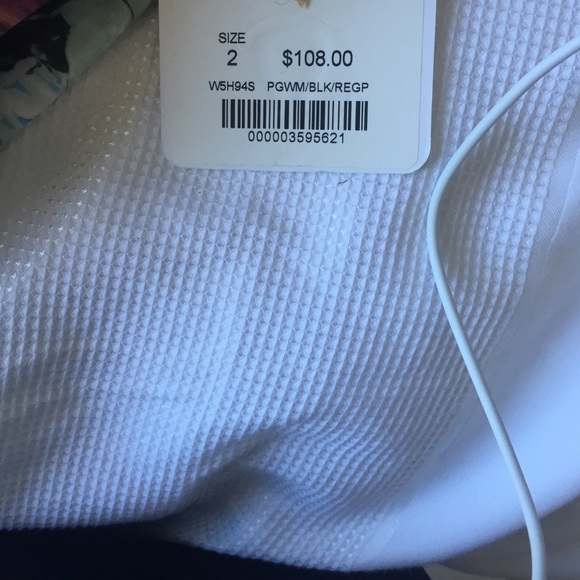 SIZE
2 $108.00
W5H94S PGWM/BLK/REGP
000003595621